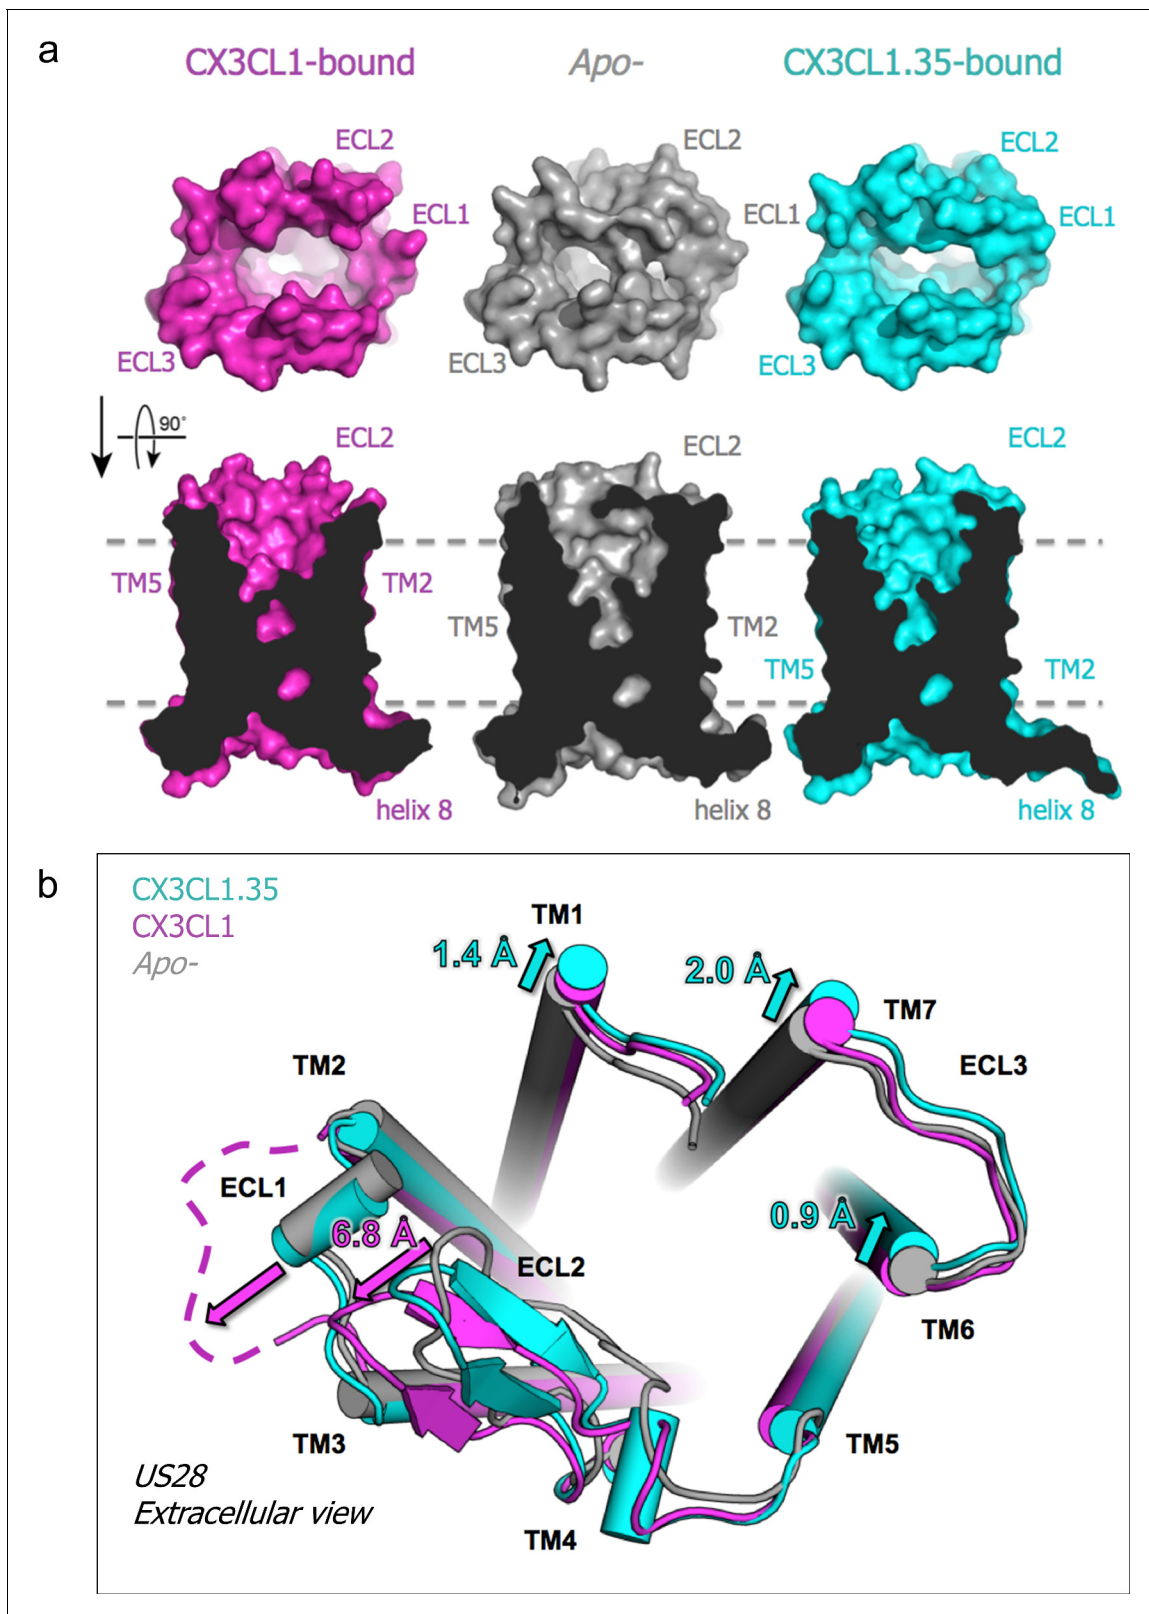 a
CX3CL1-bound
Apo-
CX3CL1.35-bound
ECL2
ECL2
ECL2
ECL1
ECL1
ECL1
ECL3
ECL3
ECL3
90°
ECL2
ECL2
ECL2
TM5
TM2
TM5
TM2
TM5
TM2
helix 8
helix 8
helix 8
b
CX3CL1.35
CX3CL1
Apo-
TM1
1.4 Å
2.0 Å
TM7
TM2
ECL3
ECL1
0.9 Å
6.8 Å
ECL2
TM6
TM3
TM5
US28
Extracellular view
TM4